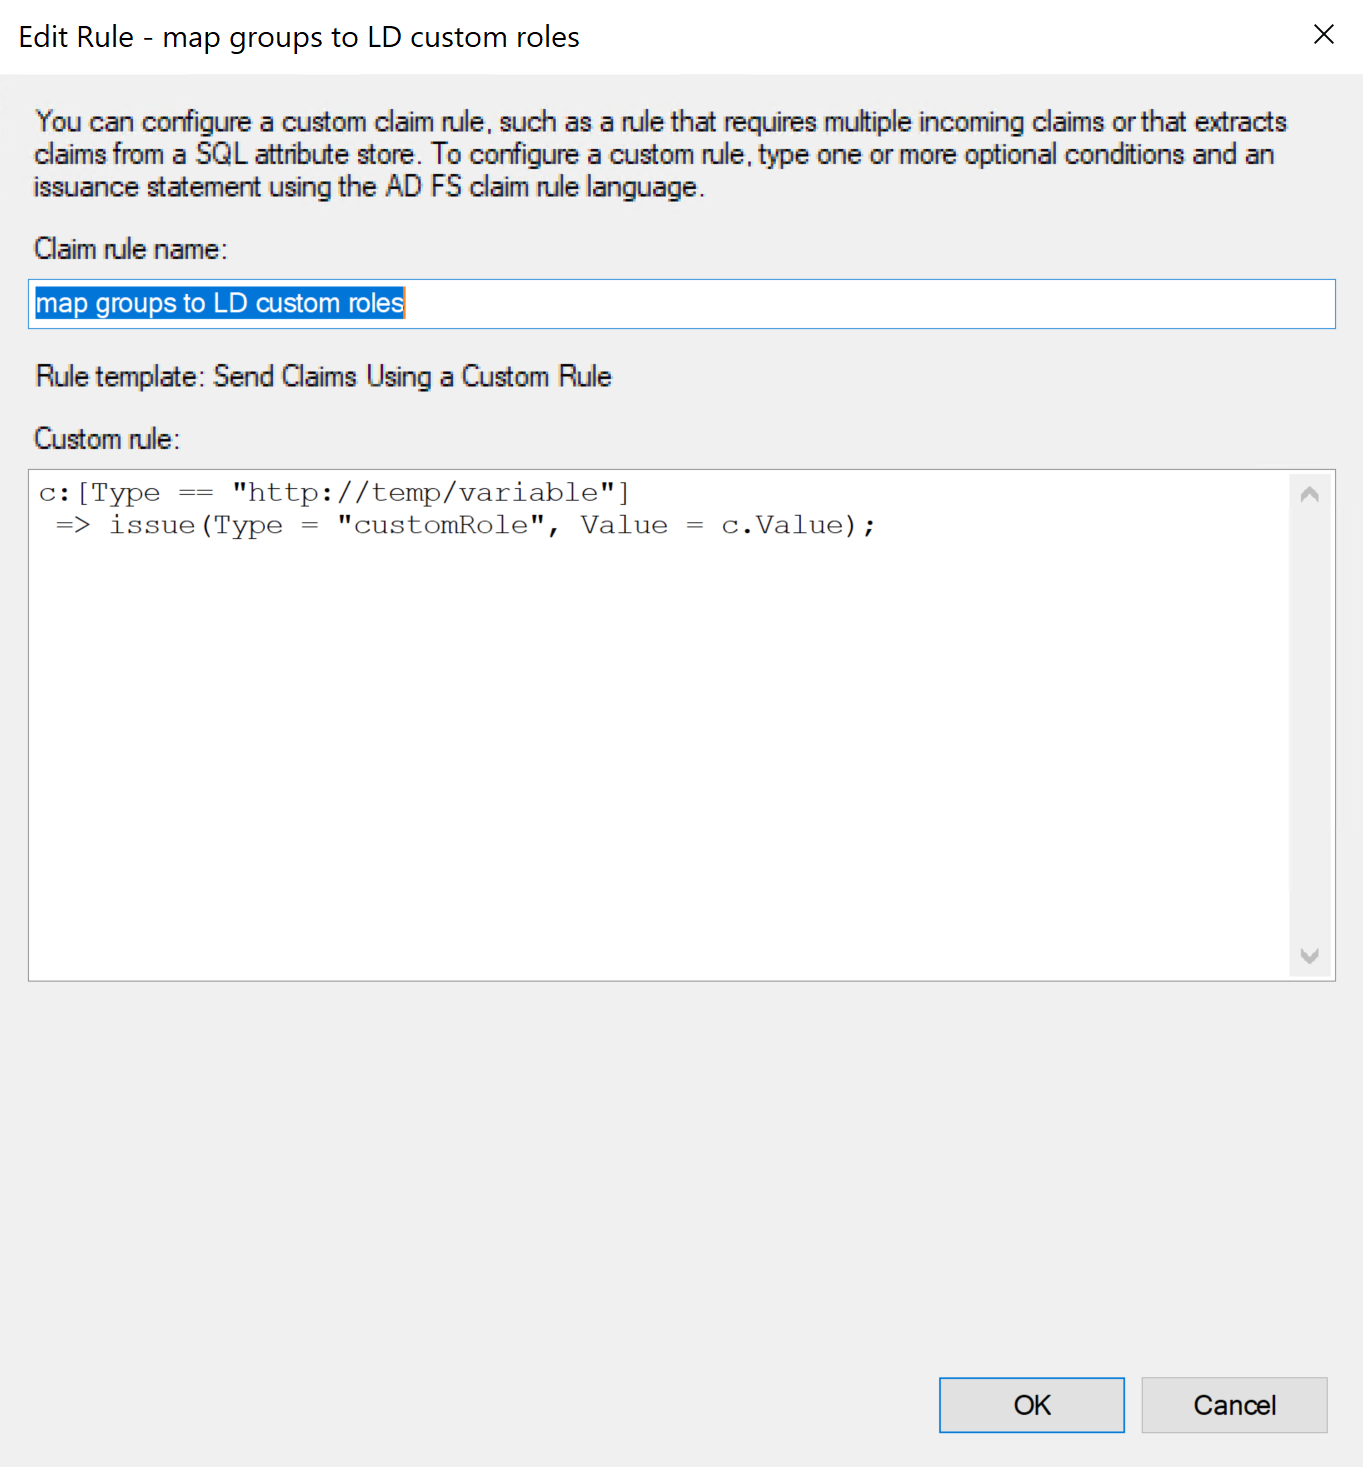 Edit Rule - map groups to LD custom roles
You can configure a custom claim rule, such as a rule that requires multiple incoming claims or that extracts
claims from a SQL attribute store. To configure a custom rule, type one or more optional conditions and an
issuance statement using the AD FS claim rule language.
Claim rule name:
map groups to LD custom roles
Rule template: Send Claims Using a Custom Rule
Custom rule:
c:[Type == "http://temp/variable"]
 => issue(Type = "customRole", Value = c.Value);
OK
Cancel